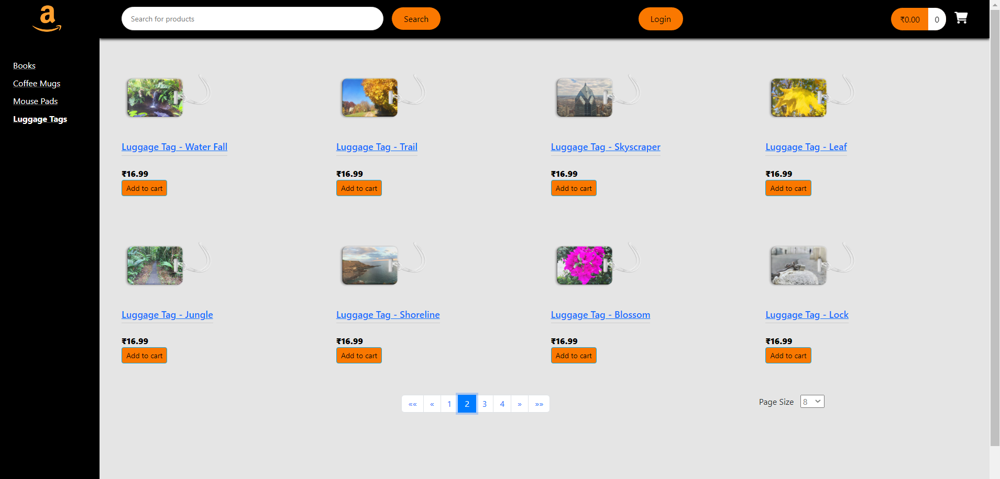 a
Search for products
Search
Login
₹0.00 0
Books
Coffee Mugs
Mouse Pads
Luggage Tags
Luggage Tag - Water Fall
Luggage Tag - Trail
Luggage Tag - Skyscraper
Luggage Tag - Leaf
₹16.99
₹16.99
₹16.99
₹16.99
Add to cart
Add to cart
Add to cart
Add to cart
Luggage Tag - Jungle
Luggage Tag - Shoreline
Luggage Tag - Blossom
Luggage Tag - Lock
₹16.99
₹16.99
₹16.99
₹16.99
Add to cart
Add to cart
Add to cart
Add to cart
«« « 1 2 3 4 » »»
Page Size 8